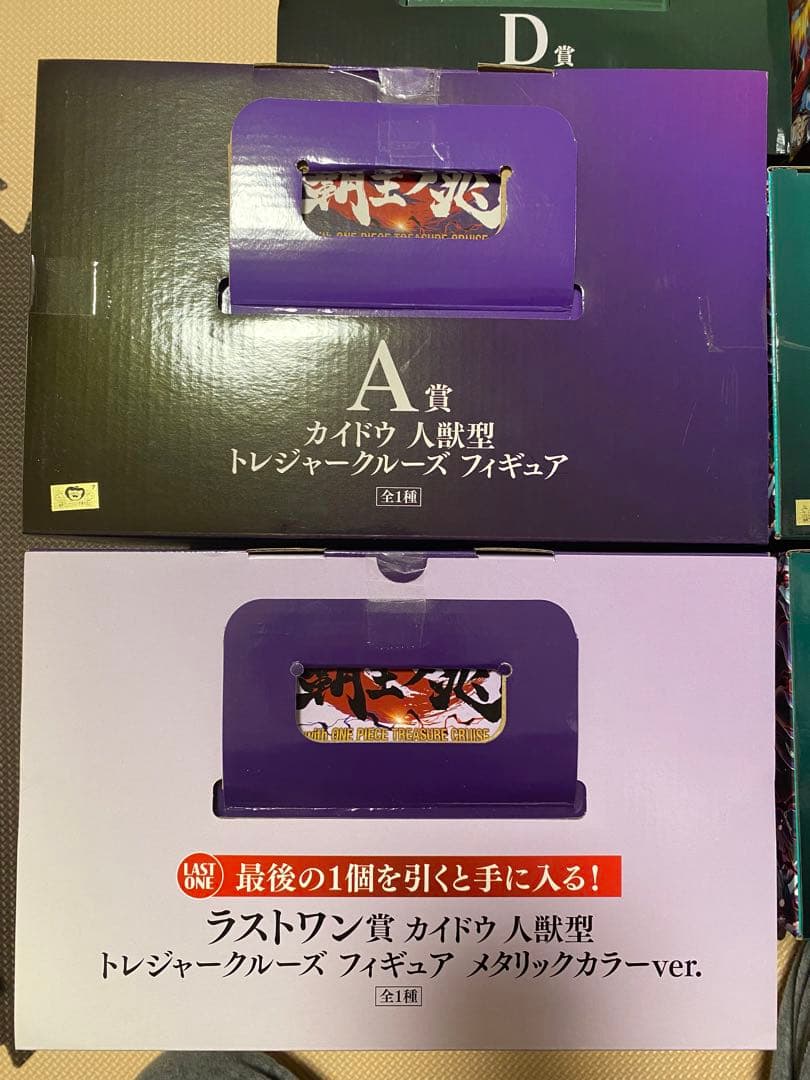 D賞
覇王ノ兆
with ONE PIECE TREASURE CRUISE
A賞
カイドウ 人獣型
トレジャークルーズ フィギュア
全1種
覇王ノ兆
with ONE PIECE TREASURE CRUISE
LAST ONE 最後の1個を引くと手に入る!
ラストワン賞 カイドウ 人獣型
トレジャークルーズ フィギュア メタリックカラーver.
全1種